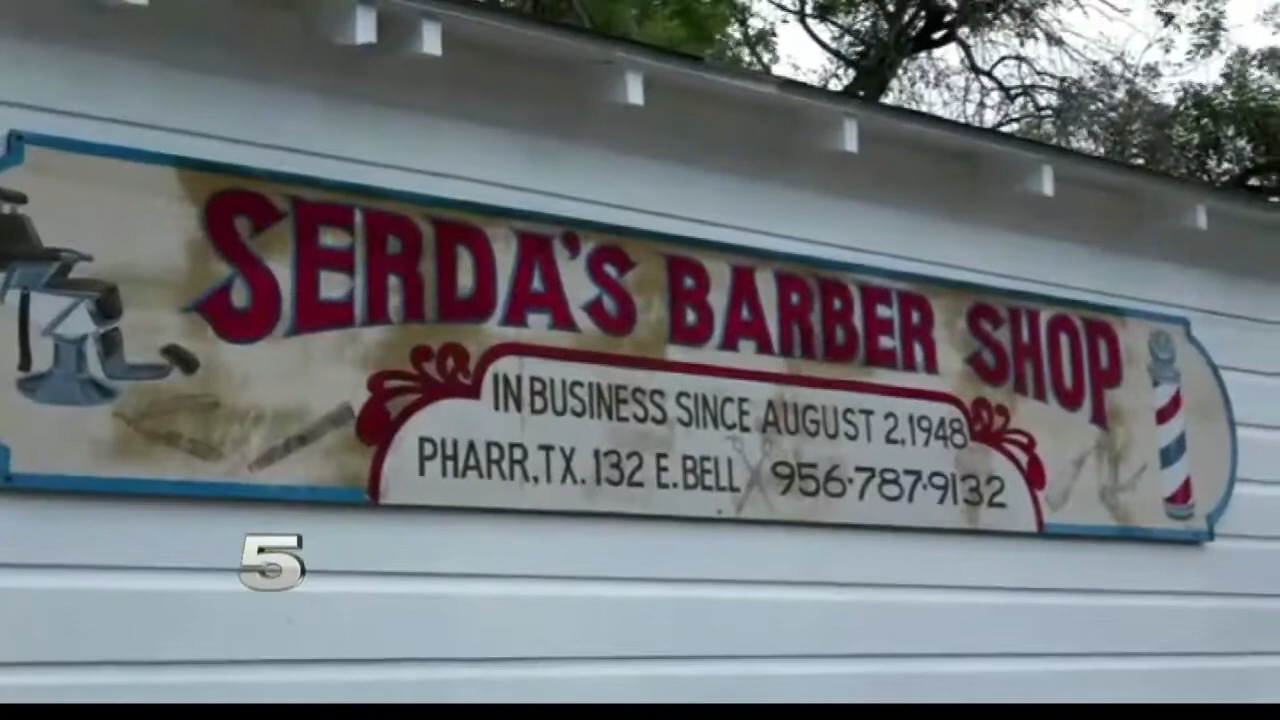 SERDA'S BARBER SHOP
IN BUSINESS SINCE AUGUST 2, 1948
PHARR, TX. 132 E. BELL 956·787·9132
5